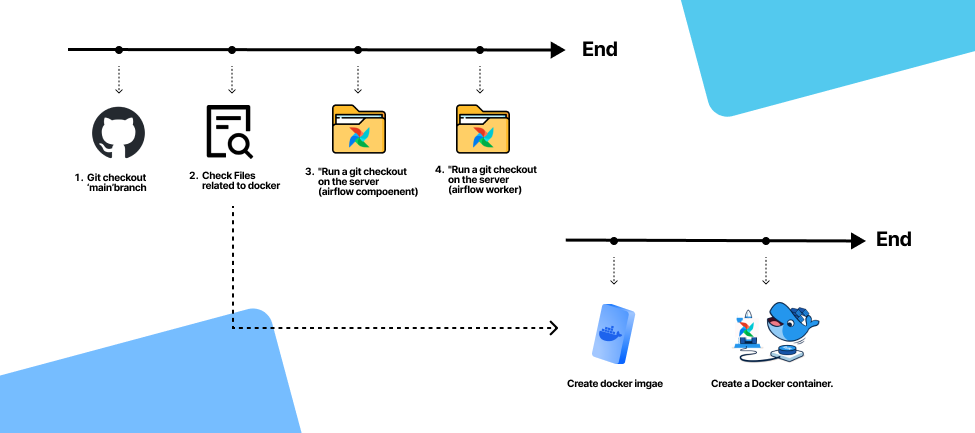 End
1. Git checkout
‘main’branch
2. Check Files
related to docker
3. "Run a git checkout
on the server
(airflow compoenent)
4. "Run a git checkout
on the server
(airflow worker)
End
Create docker imgae
Create a Docker container.